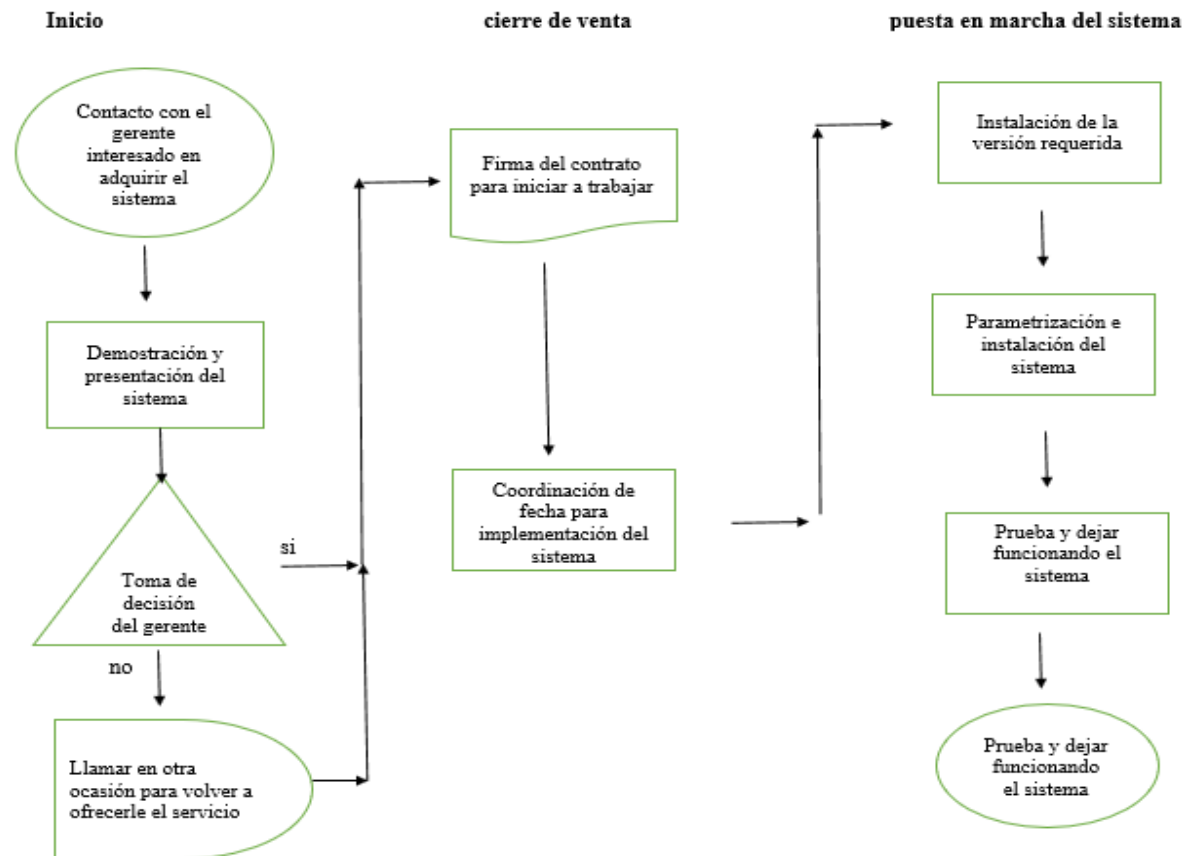 Inicio
cierre de venta
puesta en marcha del sistema
Contacto con el
gerente
interesado en
adquirir el
sistema
Demostración y
presentación del
sistema
Toma de
decisión
del gerente
si
no
Llamar en otra
ocasión para volver a
ofrecerle el servicio
Firma del contrato
para iniciar a trabajar
Coordinación de
fecha para
implementación del
sistema
Instalación de la
versión requerida
Parametrización e
instalación del
sistema
Prueba y dejar
funcionando el
sistema
Prueba y dejar
funcionando
el sistema